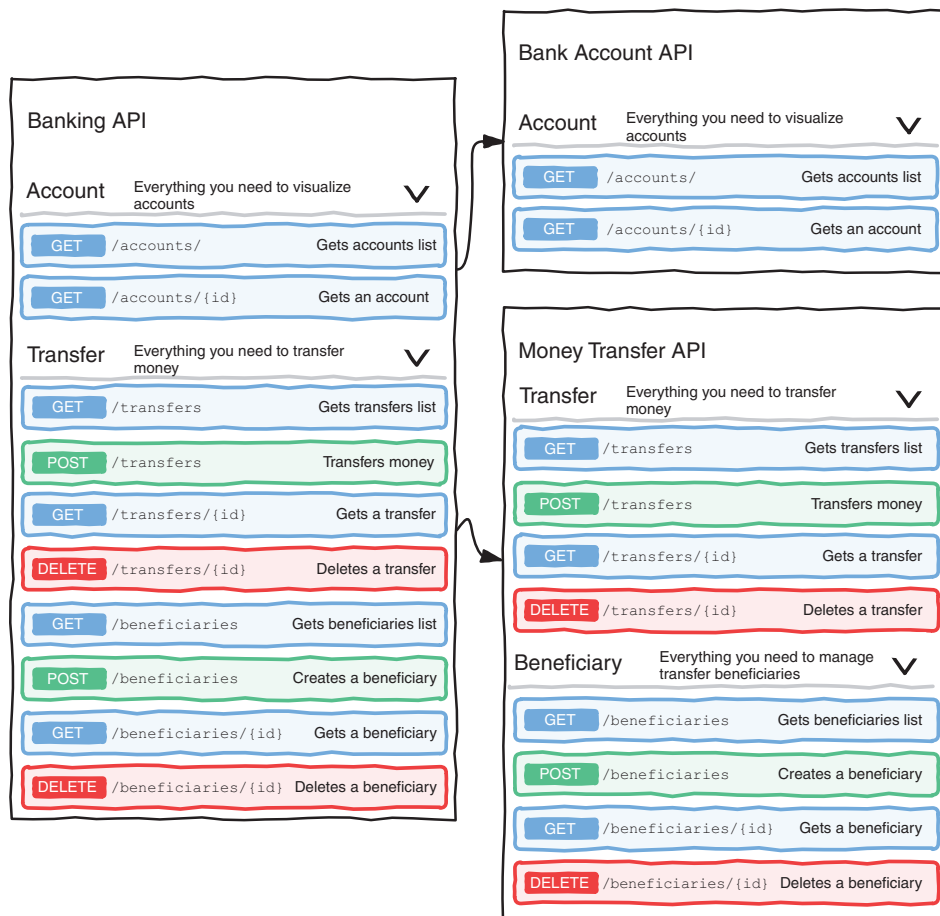 Banking API
Account Everything you need to visualize
accounts
GET /accounts/ Gets accounts list
GET /accounts/{id} Gets an account
Transfer Everything you need to transfer
money
GET /transfers Gets transfers list
POST /transfers Transfers money
GET /transfers/{id} Gets a transfer
DELETE /transfers/{id} Deletes a transfer
GET /beneficiaries Gets beneficiaries list
POST /beneficiaries Creates a beneficiary
GET /beneficiaries/{id} Gets a beneficiary
DELETE /beneficiaries/{id} Deletes a beneficiary
Bank Account API
Account Everything you need to visualize
accounts
GET /accounts/ Gets accounts list
GET /accounts/{id} Gets an account
Money Transfer API
Transfer Everything you need to transfer
money
GET /transfers Gets transfers list
POST /transfers Transfers money
GET /transfers/{id} Gets a transfer
DELETE /transfers/{id} Deletes a transfer
Beneficiary Everything you need to manage
transfer beneficiaries
GET /beneficiaries Gets beneficiaries list
POST /beneficiaries Creates a beneficiary
GET /beneficiaries/{id} Gets a beneficiary
DELETE /beneficiaries/{id} Deletes a beneficiary